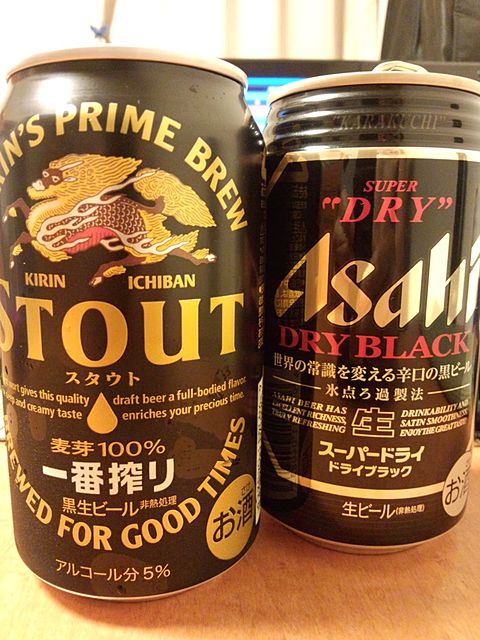 KIRIN'S PRIME BREW
KIRIN ICHIBAN
STOUT
スタウト
wort gives this quality draft beer a full-bodied flavor.
and creamy taste enriches your precious time.
麦芽100%
一番搾り
黒生ビール 非熱処理
BREWED FOR GOOD TIMES
お酒
アルコール分5%
"KARAKUCHI"
SUPER
"DRY"
Asahi
DRY BLACK
世界の常識を変える辛口の黒ビール
氷点ろ過製法
ASAHI BEER HAS
EXCELLENT RICHNESS,
TRULY REFRESHING
生
DRINKABILITY AND
SATIN SMOOTHNESS.
ENJOY THE GREAT TASTE!
スーパードライ
ドライブラック
生ビール(非熱処理)
お酒